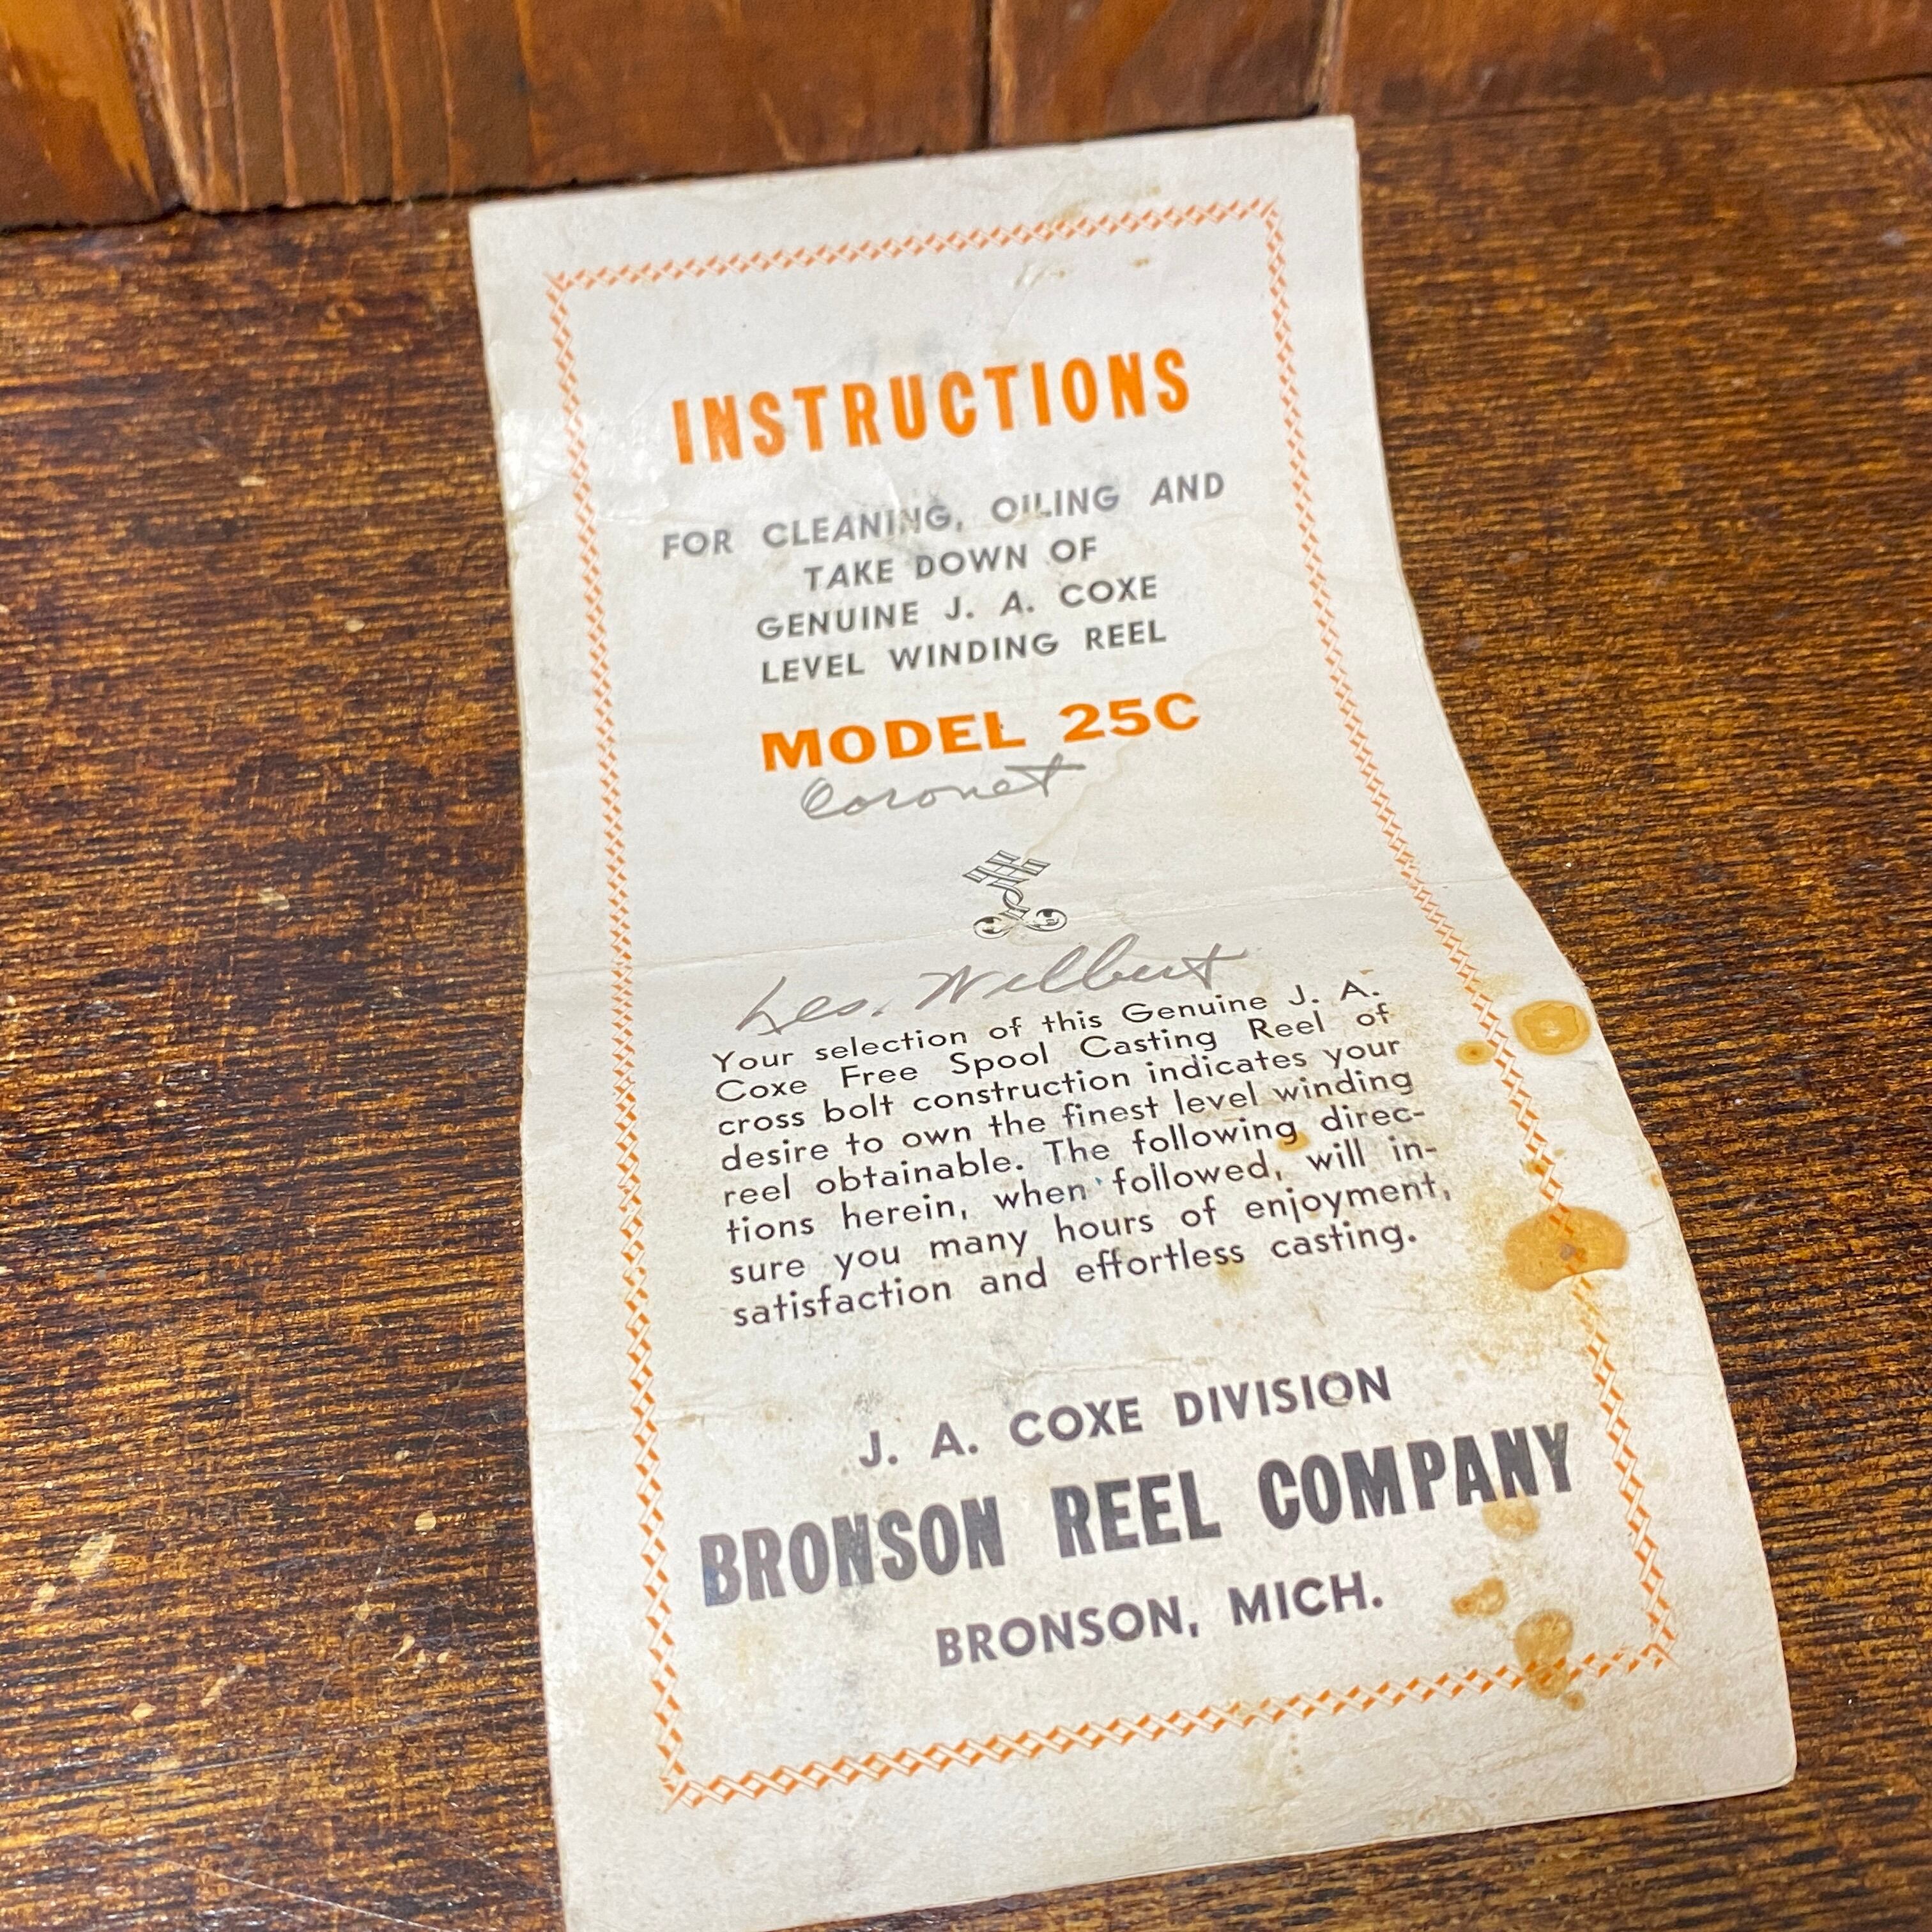 INSTRUCTIONS
FOR CLEANING, OILING AND
TAKE DOWN OF
GENUINE J. A. COXE
LEVEL WINDING REEL
MODEL 25C
Coronet
Wilbert
Your selection of this Genuine J. A.
Coxe Free Spool Casting Reel of
cross bolt construction indicates your
desire to own the finest level winding
reel obtainable. The following direc-
tions herein, when followed, will in-
sure you many hours of enjoyment,
satisfaction and effortless casting.
J. A. COXE DIVISION
BRONSON REEL COMPANY
BRONSON, MICH.